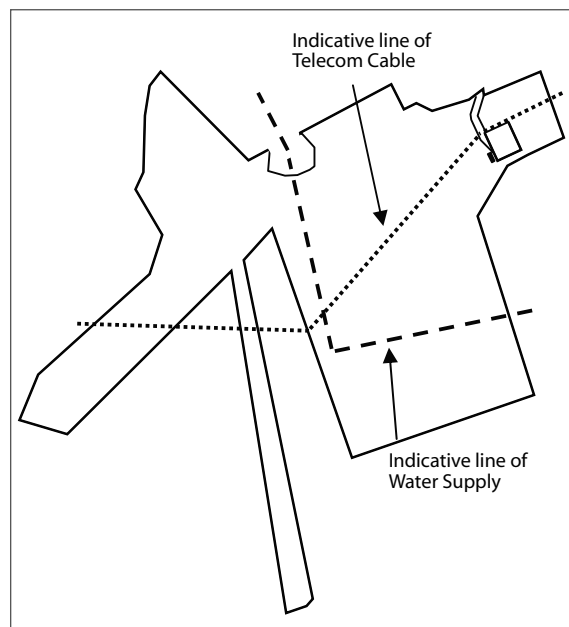 Indicative line of
Telecom Cable
Indicative line of
Water Supply